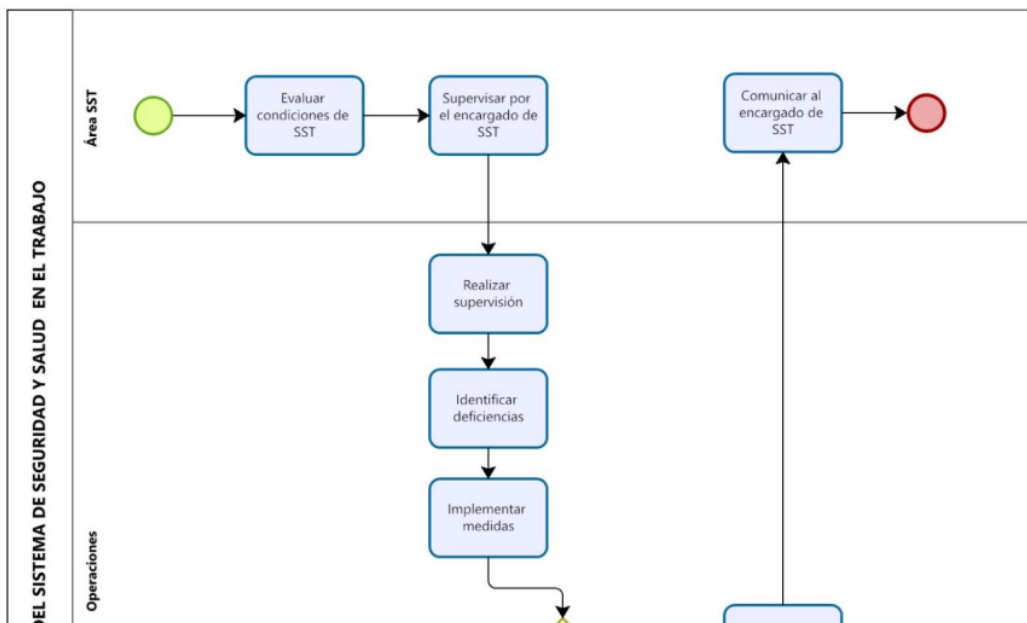 DEL SISTEMA DE SEGURIDAD Y SALUD EN EL TRABAJO
Área SST
Evaluar
condiciones de
SST
Supervisar por
el encargado de
SST
Comunicar al
encargado de
SST
Operaciones
Realizar
supervisión
Identificar
deficiencias
Implementar
medidas